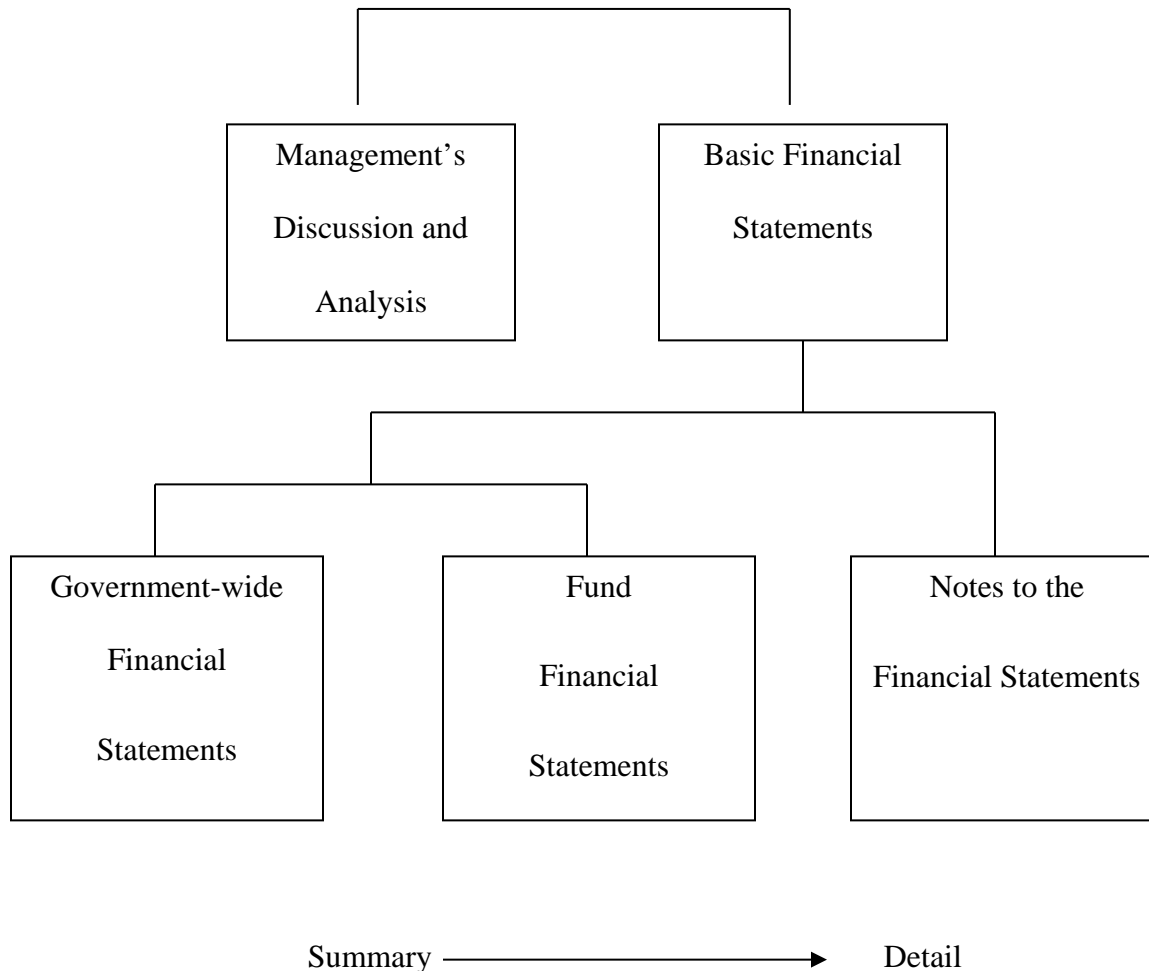 Management’s
Discussion and
Analysis
Basic Financial
Statements
Government-wide
Financial
Statements
Fund
Financial
Statements
Notes to the
Financial Statements
Summary
Detail